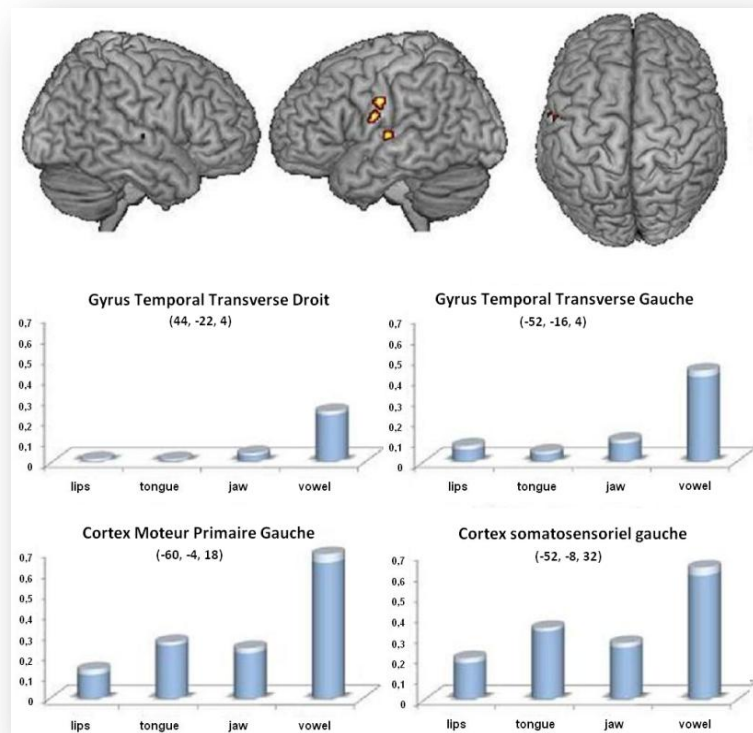 Gyrus Temporal Transverse Droit
(44, -22, 4)
0,7
0,6
0,5
0,4
0,3
0,2
0,1
0
lips tongue jaw vowel
Gyrus Temporal Transverse Gauche
(-52, -16, 4)
0,7
0,6
0,5
0,4
0,3
0,2
0,1
0
lips tongue jaw vowel
Cortex Moteur Primaire Gauche
(-60, -4, 18)
0,7
0,6
0,5
0,4
0,3
0,2
0,1
0
lips tongue jaw vowel
Cortex somatosensoriel gauche
(-52, -8, 32)
0,7
0,6
0,5
0,4
0,3
0,2
0,1
0
lips tongue jaw vowel